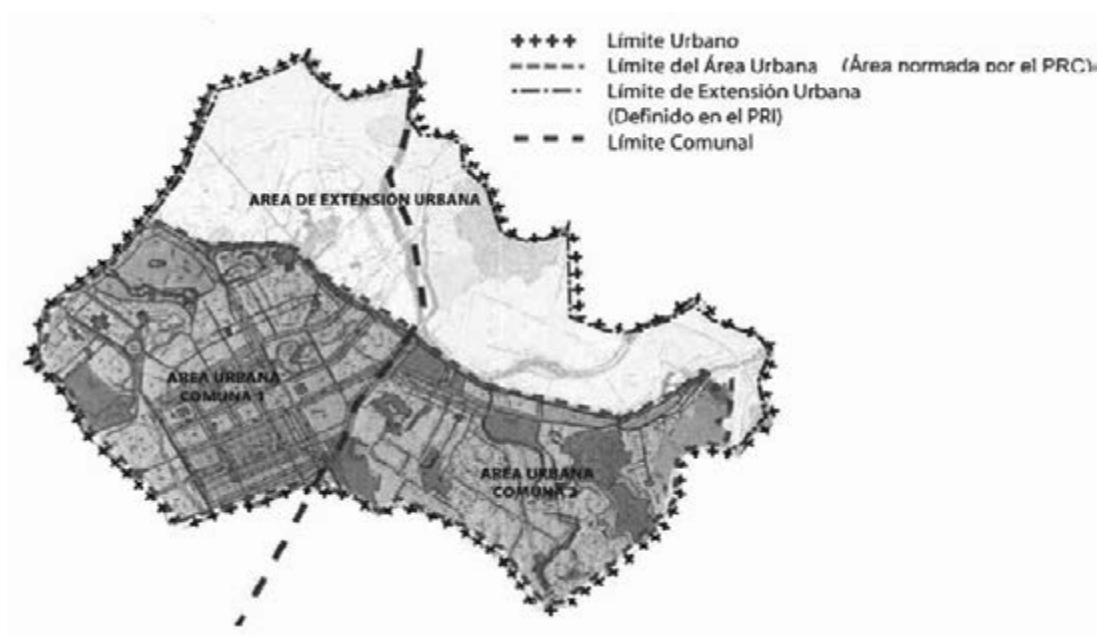 Límite Urbano
Límite del Área Urbana (Área normada por el PRC)
Límite de Extensión Urbana
(Definido en el PRI)
Límite Comunal
AREA DE EXTENSIÓN URBANA
AREA URBANA
COMUNA 1
AREA URBANA
COMUNA 2